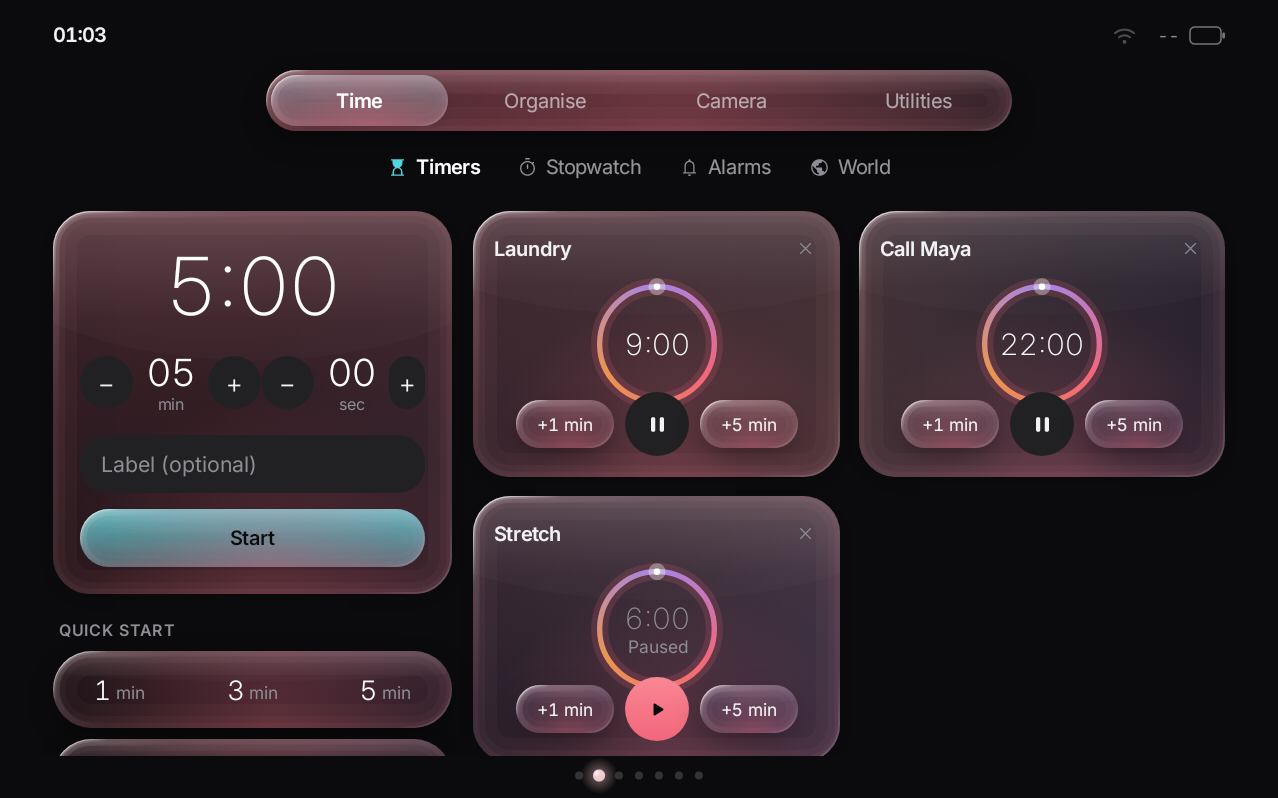 01:03
- -
Time Organise Camera Utilities
Timers Stopwatch Alarms World
5:00
− 05 + − 00 +
min sec
Label (optional)
Start
QUICK START
1 min 3 min 5 min
Laundry
9:00
+1 min +5 min
Call Maya
22:00
+1 min +5 min
Stretch
6:00
Paused
+1 min +5 min